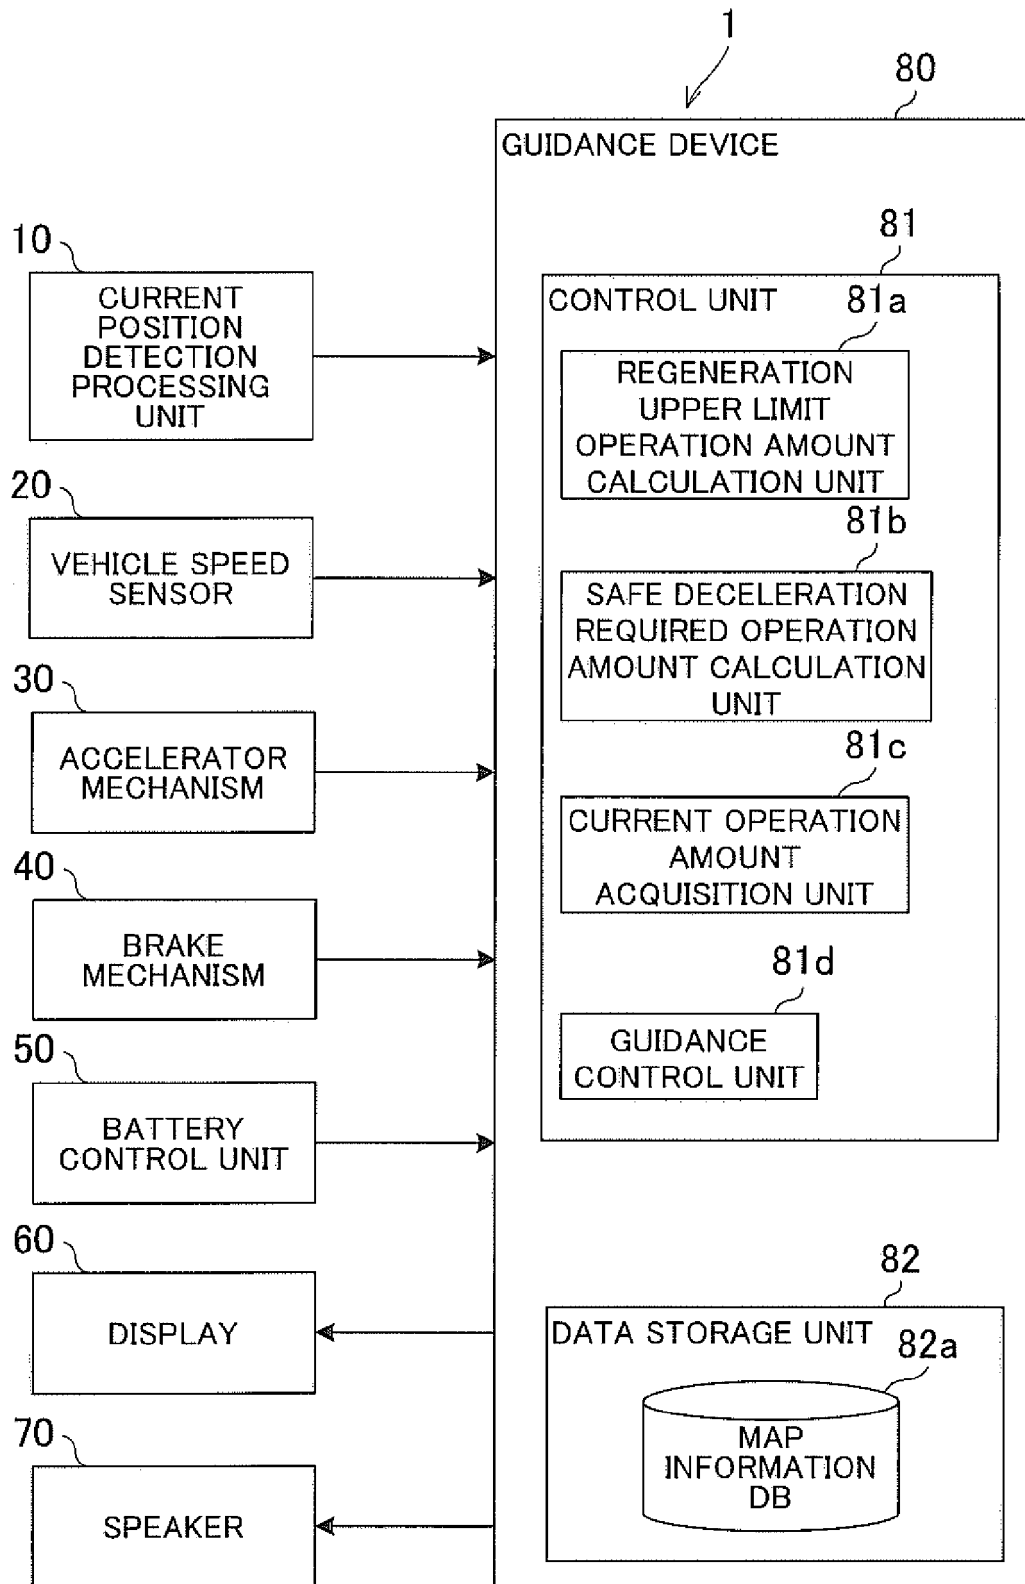 1
80
GUIDANCE DEVICE
10
CURRENT
POSITION
DETECTION
PROCESSING
UNIT
20
VEHICLE SPEED
SENSOR
30
ACCELERATOR
MECHANISM
40
BRAKE
MECHANISM
50
BATTERY
CONTROL UNIT
60
DISPLAY
70
SPEAKER
81
CONTROL UNIT
81a
REGENERATION
UPPER LIMIT
OPERATION AMOUNT
CALCULATION UNIT
81b
SAFE DECELERATION
REQUIRED OPERATION
AMOUNT CALCULATION
UNIT
81c
CURRENT OPERATION
AMOUNT
ACQUISITION UNIT
81d
GUIDANCE
CONTROL UNIT
82
DATA STORAGE UNIT
82a
MAP
INFORMATION
DB